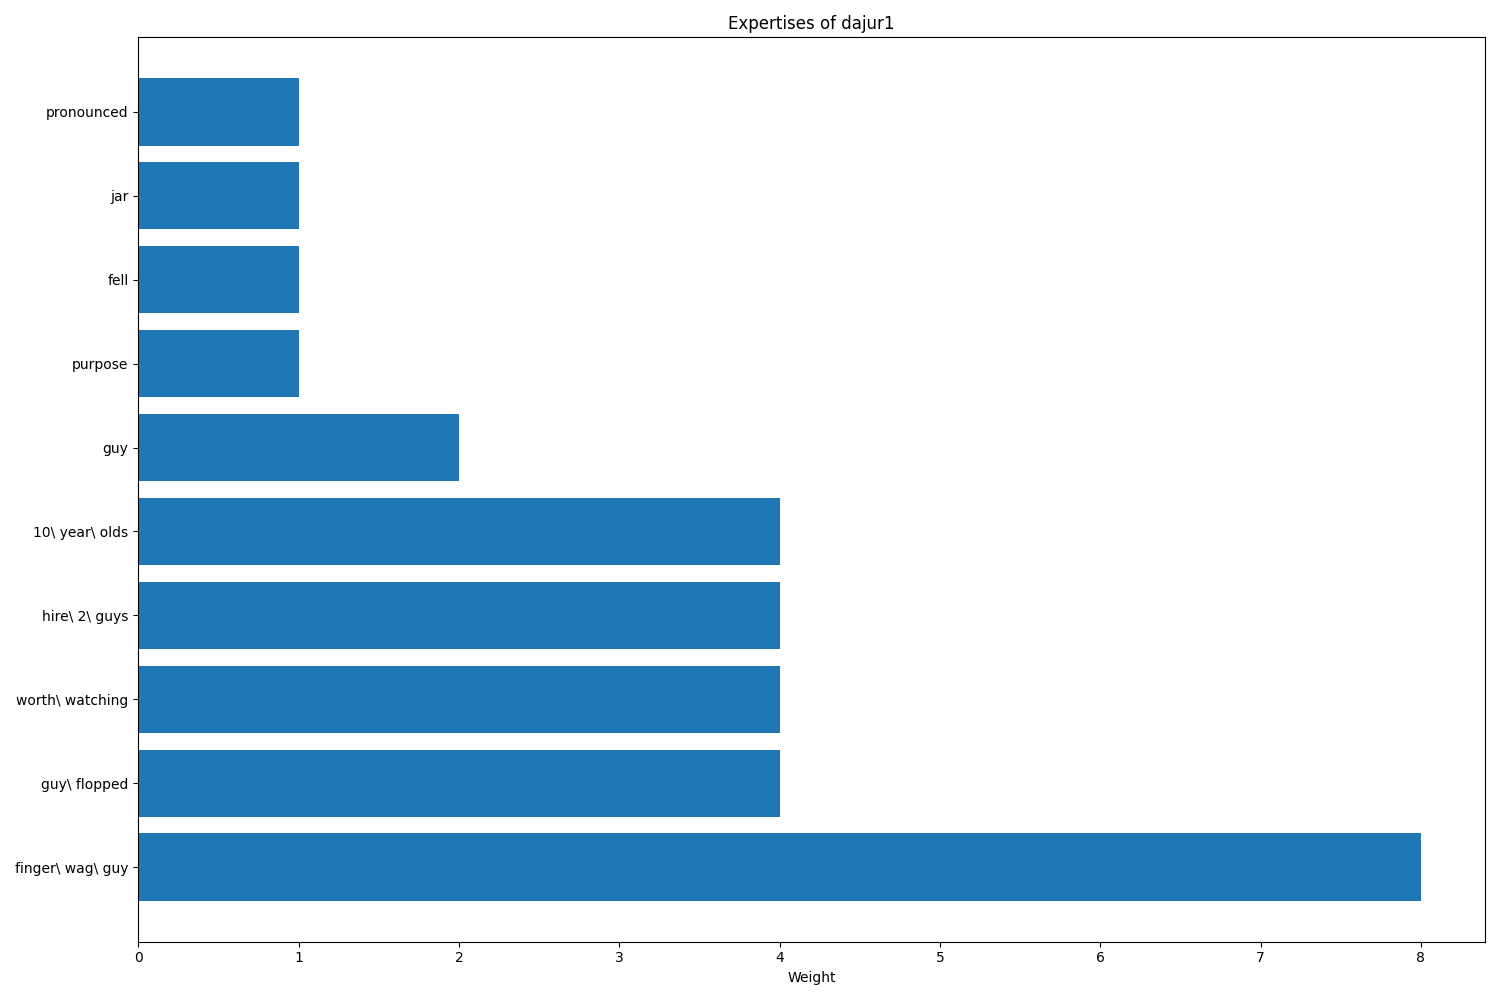 Expertises of dajur1
pronounced
jar
fell
purpose
guy
10\ year\ olds
hire\ 2\ guys
worth\ watching
guy\ flopped
finger\ wag\ guy
0 1 2 3 4 5 6 7 8
Weight